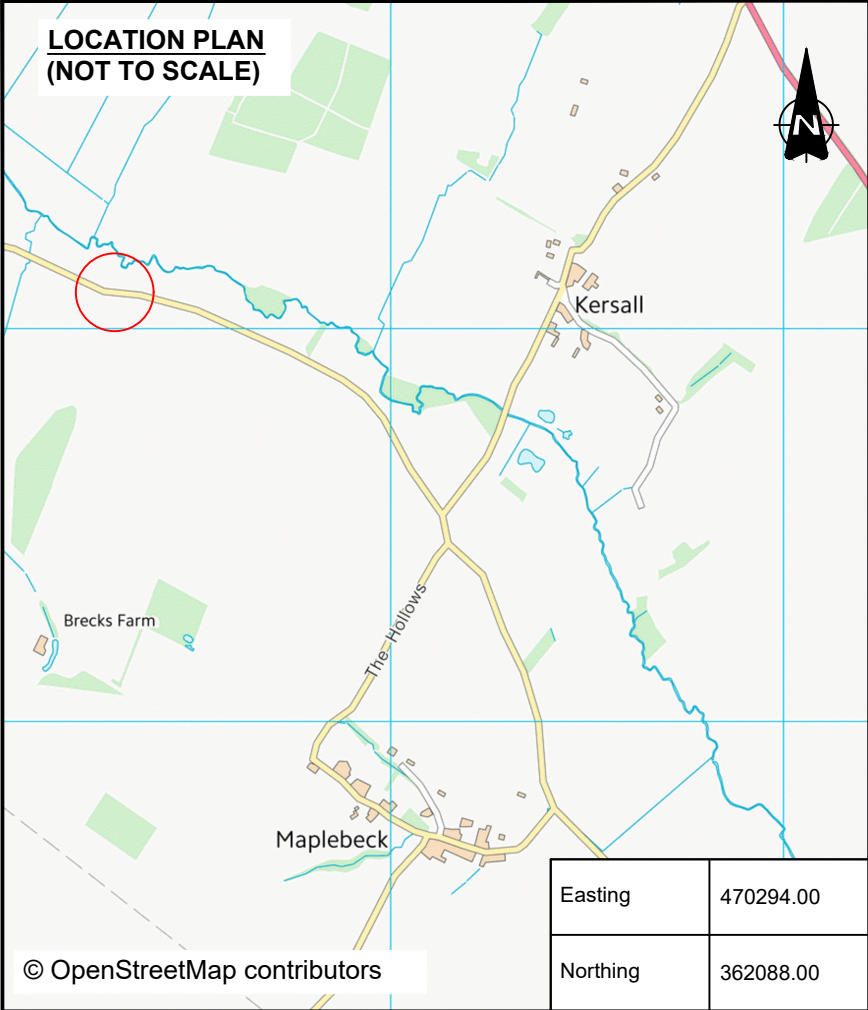 LOCATION PLAN
(NOT TO SCALE)
N
Kersall
The Hollows
Brecks Farm
Maplebeck
Easting 470294.00
Northing 362088.00
© OpenStreetMap contributors